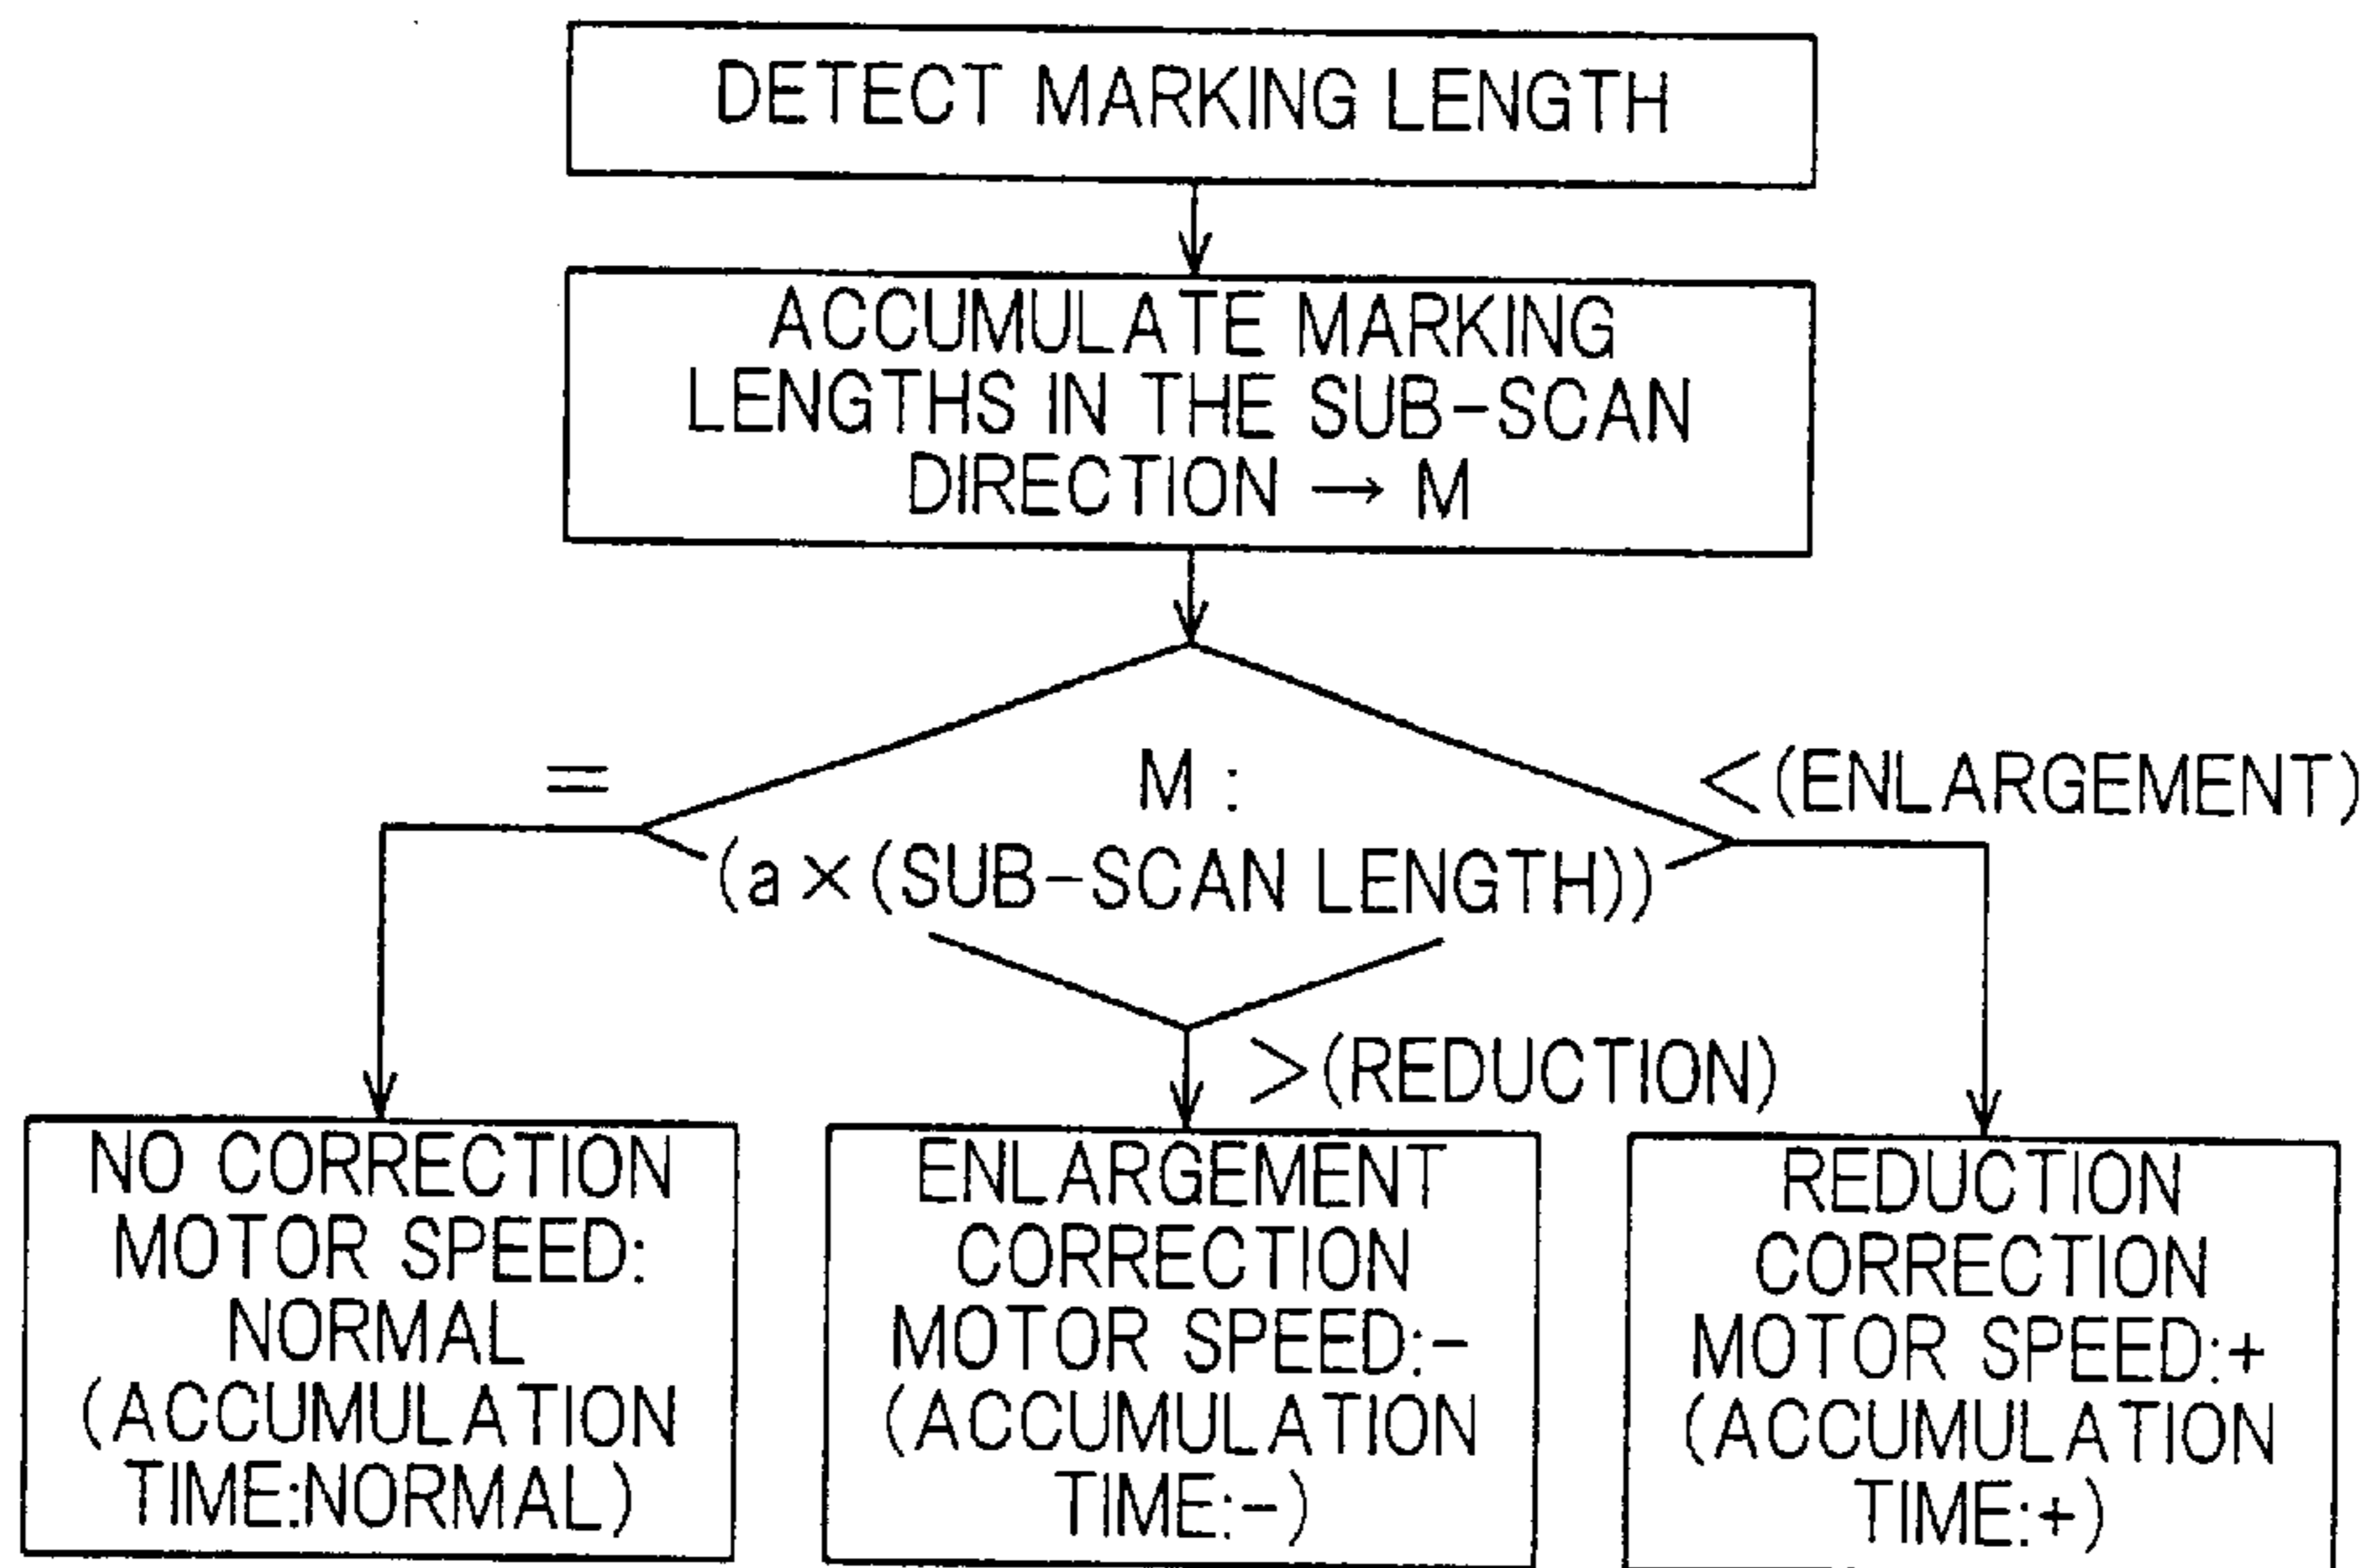 DETECT MARKING LENGTH
ACCUMULATE MARKING
LENGTHS IN THE SUB-SCAN
DIRECTION → M
=
M :
<(ENLARGEMENT)
(a×(SUB-SCAN LENGTH))
>(REDUCTION)
NO CORRECTION
MOTOR SPEED:
NORMAL
(ACCUMULATION
TIME:NORMAL)
ENLARGEMENT
CORRECTION
MOTOR SPEED:-
(ACCUMULATION
TIME:-)
REDUCTION
CORRECTION
MOTOR SPEED:+
(ACCUMULATION
TIME:+)